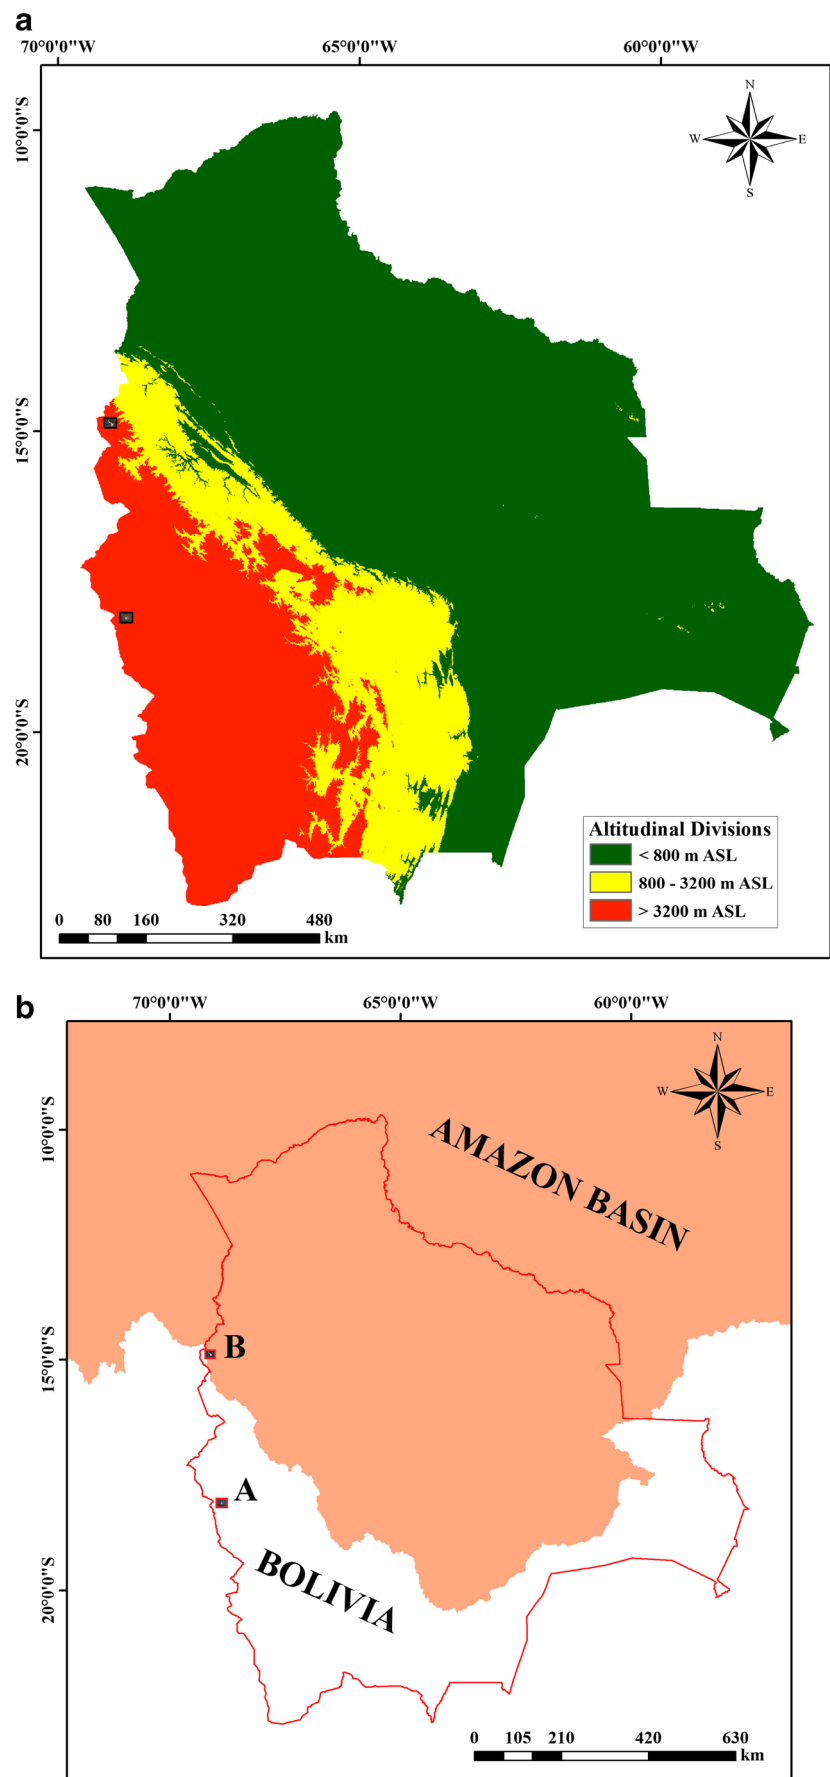 a
70°0'0"W 65°0'0"W 60°0'0"W
10°0'0"S
15°0'0"S
20°0'0"S
N
W E
S
Altitudinal Divisions
< 800 m ASL
800 - 3200 m ASL
> 3200 m ASL
0 80 160 320 480
km
b
70°0'0"W 65°0'0"W 60°0'0"W
10°0'0"S
15°0'0"S
20°0'0"S
N
W E
S
AMAZON BASIN
B
A
BOLIVIA
0 105 210 420 630
km